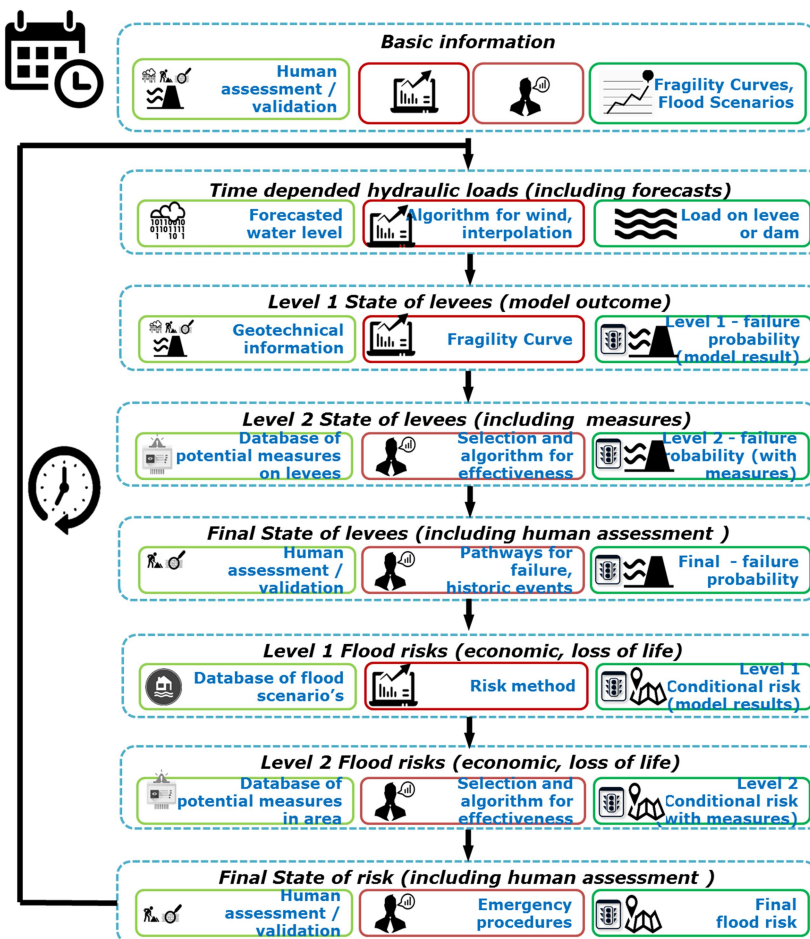 Basic information
Human
assessment /
validation
Fragility Curves,
Flood Scenarios
Time depended hydraulic loads (including forecasts)
10110010
01101111
1 101 1
Forecasted
water level
Algorithm for wind,
interpolation
Load on levee
or dam
Level 1 State of levees (model outcome)
Geotechnical
information
Fragility Curve
Level 1 - failure
probability
(model result)
Level 2 State of levees (including measures)
Database of
potential measures
on levees
Selection and
algorithm for
effectiveness
Level 2 - failure
robability (with
measures)
Final State of levees (including human assessment )
Human
assessment /
validation
Pathways for
failure,
historic events
Final - failure
probability
Level 1 Flood risks (economic, loss of life)
Database of flood
scenario's
Risk method
Level 1
Conditional risk
(model results)
Level 2 Flood risks (economic, loss of life)
Database of
potential measures
in area
Selection and
algorithm for
effectiveness
Level 2
Conditional risk
with measures)
Final State of risk (including human assessment )
Human
assessment /
validation
Emergency
procedures
Final
flood risk